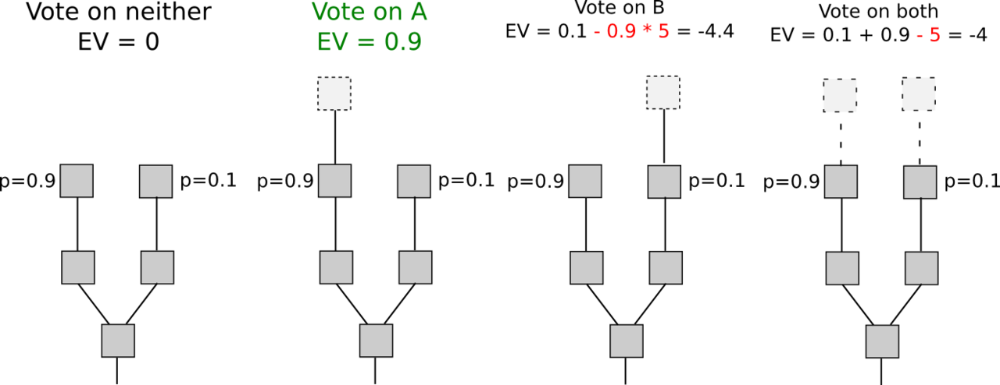 Vote on neither
EV = 0
Vote on A
EV = 0.9
Vote on B
EV = 0.1 - 0.9 * 5 = -4.4
Vote on both
EV = 0.1 + 0.9 - 5 = -4
p=0.9
p=0.1
p=0.9
p=0.1
p=0.9
p=0.1
p=0.9
p=0.1